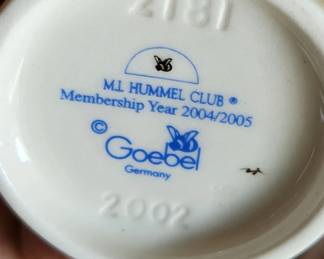 2181
M.I. HUMMEL CLUB ®
Membership Year 2004/2005
©
Goebel
Germany
2002